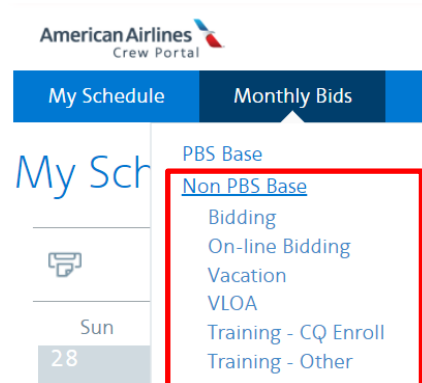 American Airlines
Crew Portal
My Schedule Monthly Bids
PBS Base
My Sch
Non PBS Base
Bidding
On-line Bidding
Vacation
VLOA
Sun
Training - CQ Enroll
28
Training - Other